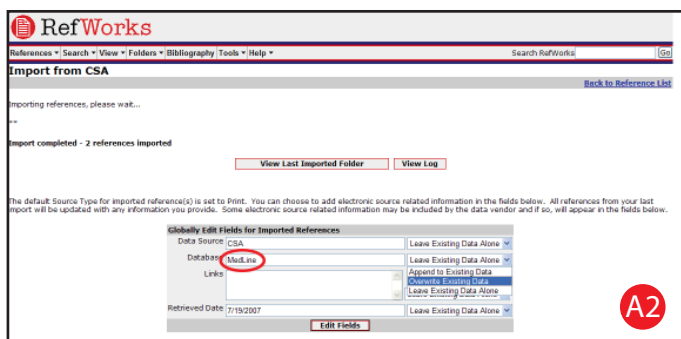 RefWorks
References Search View Folders Bibliography Tools Help Search RefWorks Go
Import from CSA
Back to Reference List
Importing references, please wait...
Import completed - 2 references imported
View Last Imported Folder View Log
The default Source Type for imported reference(s) is set to Print. You can choose to add electronic source related information in the fields below. All references from your last
mport will be updated with any information you provide. Some electronic source related information may be included by the data vendor and if so, will appear in the fields below.
Globally Edit Fields for Imported References
Data Source CSA Leave Existing Data Alone
Database MedLine Leave Existing Data Alone
Links Append to Existing Data
Overwrite Existing Data
Leave Existing Data Alone
Retrieved Date 7/19/2007 Leave Existing Data Alone
A2
Edit Fields